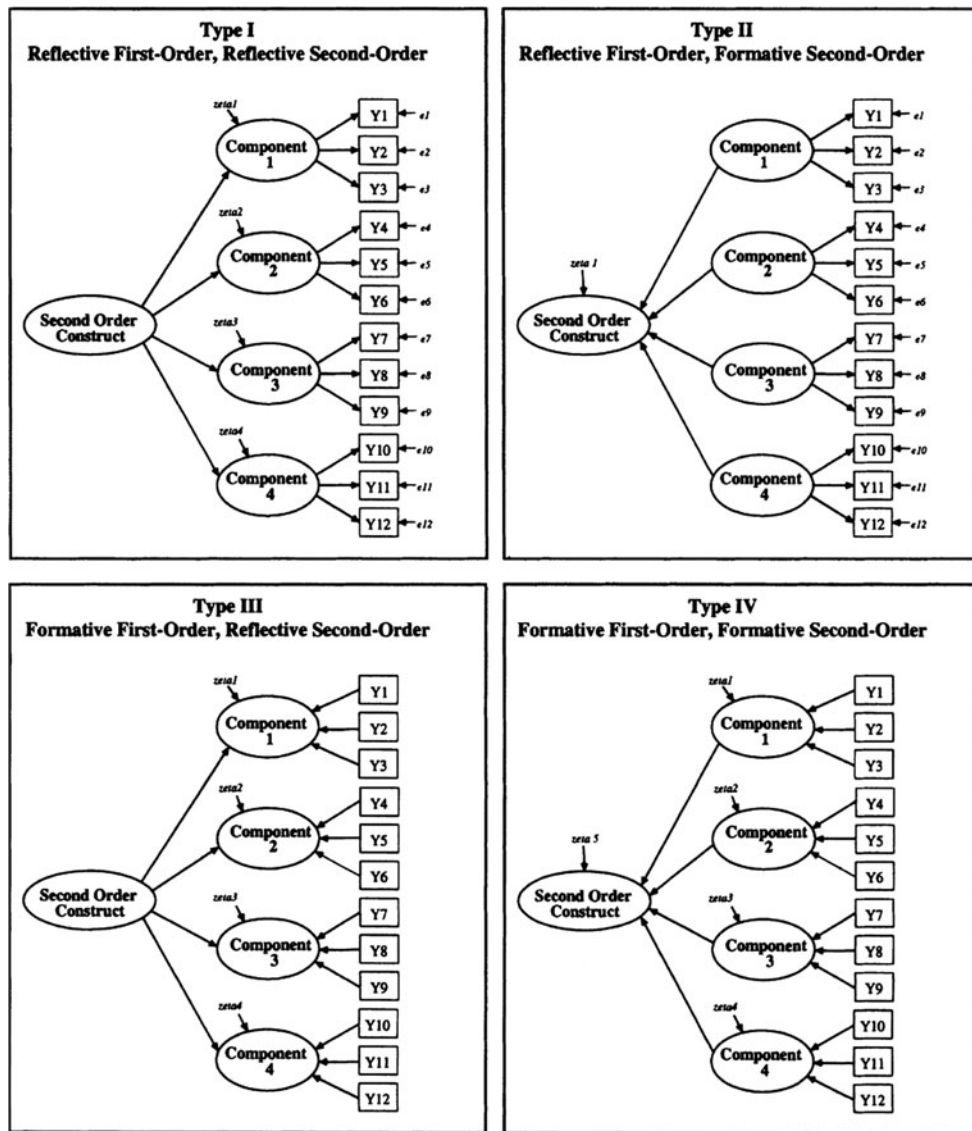 Type I
Reflective First-Order, Reflective Second-Order
zeta1
Component
1
Y1
e1
Y2
e2
Y3
e3
zeta2
Component
2
Y4
e4
Y5
e5
Y6
e6
Second Order
Construct
zeta3
Component
3
Y7
e7
Y8
e8
Y9
e9
zeta4
Component
4
Y10
e10
Y11
e11
Y12
e12
Type II
Reflective First-Order, Formative Second-Order
Component
1
Y1
e1
Y2
e2
Y3
e3
Component
2
Y4
e4
Y5
e5
Y6
e6
zeta 1
Second Order
Construct
Component
3
Y7
e7
Y8
e8
Y9
e9
Component
4
Y10
e10
Y11
e11
Y12
e12
Type III
Formative First-Order, Reflective Second-Order
zeta1
Component
1
Y1
Y2
Y3
zeta2
Component
2
Y4
Y5
Y6
Second Order
Construct
zeta3
Component
3
Y7
Y8
Y9
zeta4
Component
4
Y10
Y11
Y12
Type IV
Formative First-Order, Formative Second-Order
zeta1
Component
1
Y1
Y2
Y3
zeta2
Component
2
Y4
Y5
Y6
zeta 5
Second Order
Construct
zeta3
Component
3
Y7
Y8
Y9
zeta4
Component
4
Y10
Y11
Y12